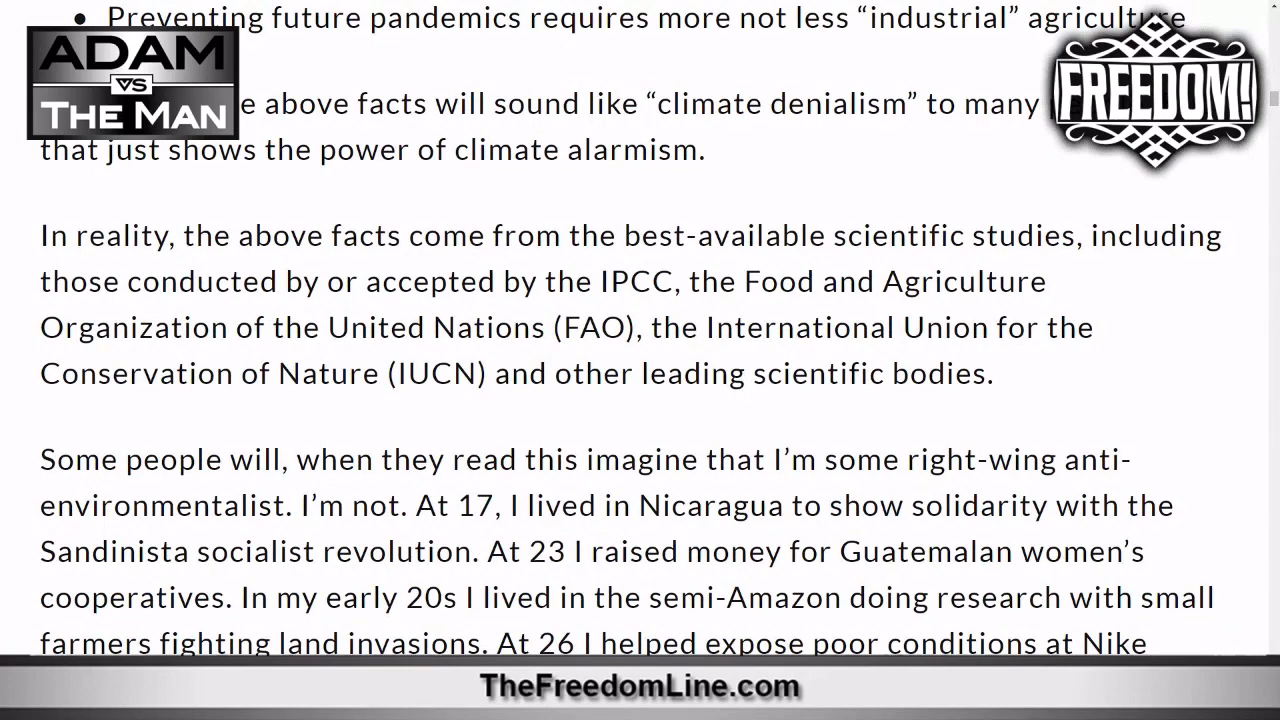 • Preventing future pandemics requires more not less “industrial” agriculture
ADAM
VS
THE MAN
FREEDOM!
above facts will sound like “climate denialism” to many
that just shows the power of climate alarmism.
In reality, the above facts come from the best-available scientific studies, including
those conducted by or accepted by the IPCC, the Food and Agriculture
Organization of the United Nations (FAO), the International Union for the
Conservation of Nature (IUCN) and other leading scientific bodies.
Some people will, when they read this imagine that I’m some right-wing anti-
environmentalist. I’m not. At 17, I lived in Nicaragua to show solidarity with the
Sandinista socialist revolution. At 23 I raised money for Guatemalan women’s
cooperatives. In my early 20s I lived in the semi-Amazon doing research with small
farmers fighting land invasions. At 26 I helped expose poor conditions at Nike
TheFreedomLine.com